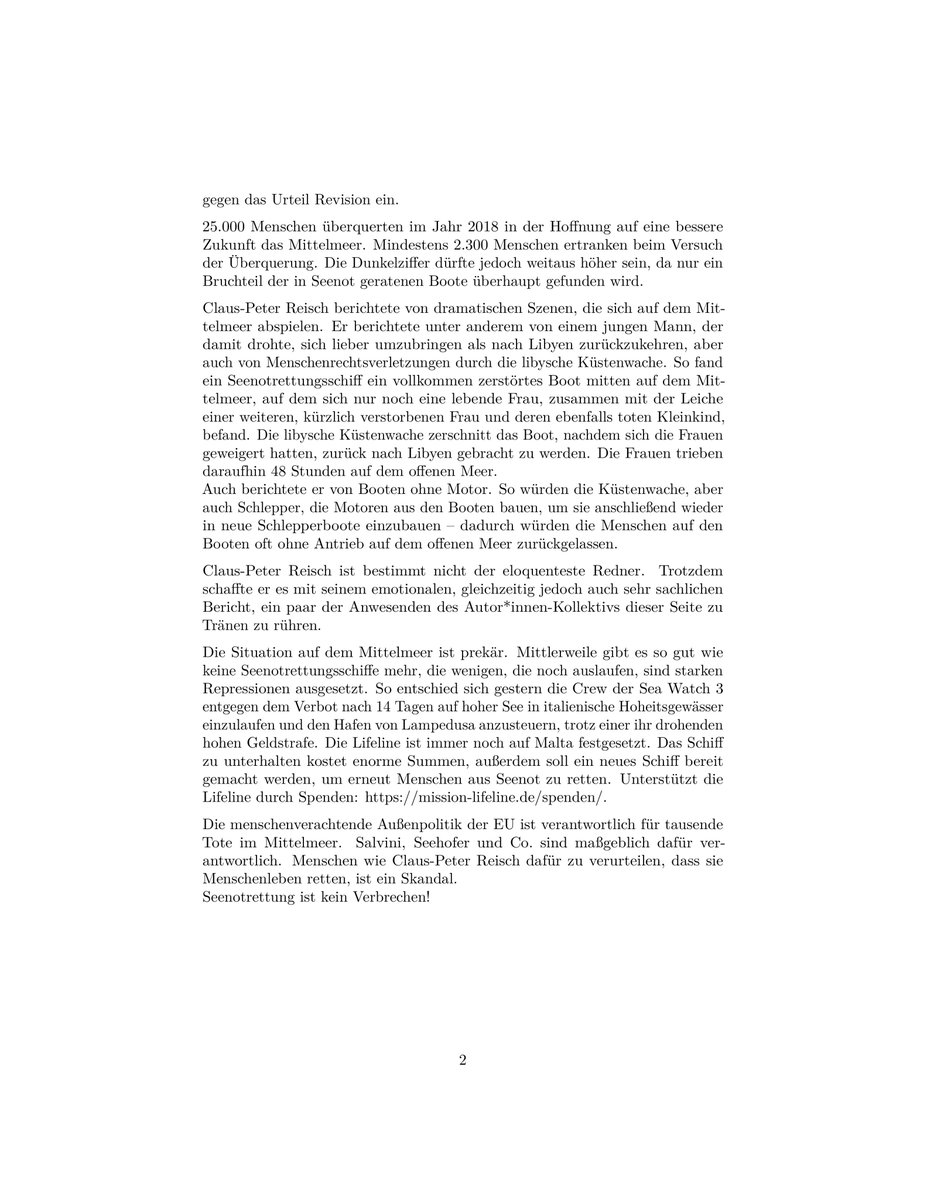 gegen das Urteil Revision ein.
25.000 Menschen überquerten im Jahr 2018 in der Hoffnung auf eine bessere
Zukunft das Mittelmeer. Mindestens 2.300 Menschen ertranken beim Versuch
der Überquerung. Die Dunkelziffer dürfte jedoch weitaus höher sein, da nur ein
Bruchteil der in Seenot geratenen Boote überhaupt gefunden wird.
Claus-Peter Reisch berichtete von dramatischen Szenen, die sich auf dem Mit-
telmeer abspielen. Er berichtete unter anderem von einem jungen Mann, der
damit drohte, sich lieber umzubringen als nach Libyen zurückzukehren, aber
auch von Menschenrechtsverletzungen durch die libysche Küstenwache. So fand
ein Seenotrettungsschiff ein vollkommen zerstörtes Boot mitten auf dem Mit-
telmeer, auf dem sich nur noch eine lebende Frau, zusammen mit der Leiche
einer weiteren, kürzlich verstorbenen Frau und deren ebenfalls toten Kleinkind,
befand. Die libysche Küstenwache zerschnitt das Boot, nachdem sich die Frauen
geweigert hatten, zurück nach Libyen gebracht zu werden. Die Frauen trieben
daraufhin 48 Stunden auf dem offenen Meer.
Auch berichtete er von Booten ohne Motor. So würden die Küstenwache, aber
auch Schlepper, die Motoren aus den Booten bauen, um sie anschließend wieder
in neue Schlepperboote einzubauen – dadurch würden die Menschen auf den
Booten oft ohne Antrieb auf dem offenen Meer zurückgelassen.
Claus-Peter Reisch ist bestimmt nicht der eloquenteste Redner. Trotzdem
schaffte er es mit seinem emotionalen, gleichzeitig jedoch auch sehr sachlichen
Bericht, ein paar der Anwesenden des Autor*innen-Kollektivs dieser Seite zu
Tränen zu rühren.
Die Situation auf dem Mittelmeer ist prekär. Mittlerweile gibt es so gut wie
keine Seenotrettungsschiffe mehr, die wenigen, die noch auslaufen, sind starken
Repressionen ausgesetzt. So entschied sich gestern die Crew der Sea Watch 3
entgegen dem Verbot nach 14 Tagen auf hoher See in italienische Hoheitsgewässer
einzulaufen und den Hafen von Lampedusa anzusteuern, trotz einer ihr drohenden
hohen Geldstrafe. Die Lifeline ist immer noch auf Malta festgesetzt. Das Schiff
zu unterhalten kostet enorme Summen, außerdem soll ein neues Schiff bereit
gemacht werden, um erneut Menschen aus Seenot zu retten. Unterstützt die
Lifeline durch Spenden: https://mission-lifeline.de/spenden/.
Die menschenverachtende Außenpolitik der EU ist verantwortlich für tausende
Tote im Mittelmeer. Salvini, Seehofer und Co. sind maßgeblich dafür ver-
antwortlich. Menschen wie Claus-Peter Reisch dafür zu verurteilen, dass sie
Menschenleben retten, ist ein Skandal.
Seenotrettung ist kein Verbrechen!
2